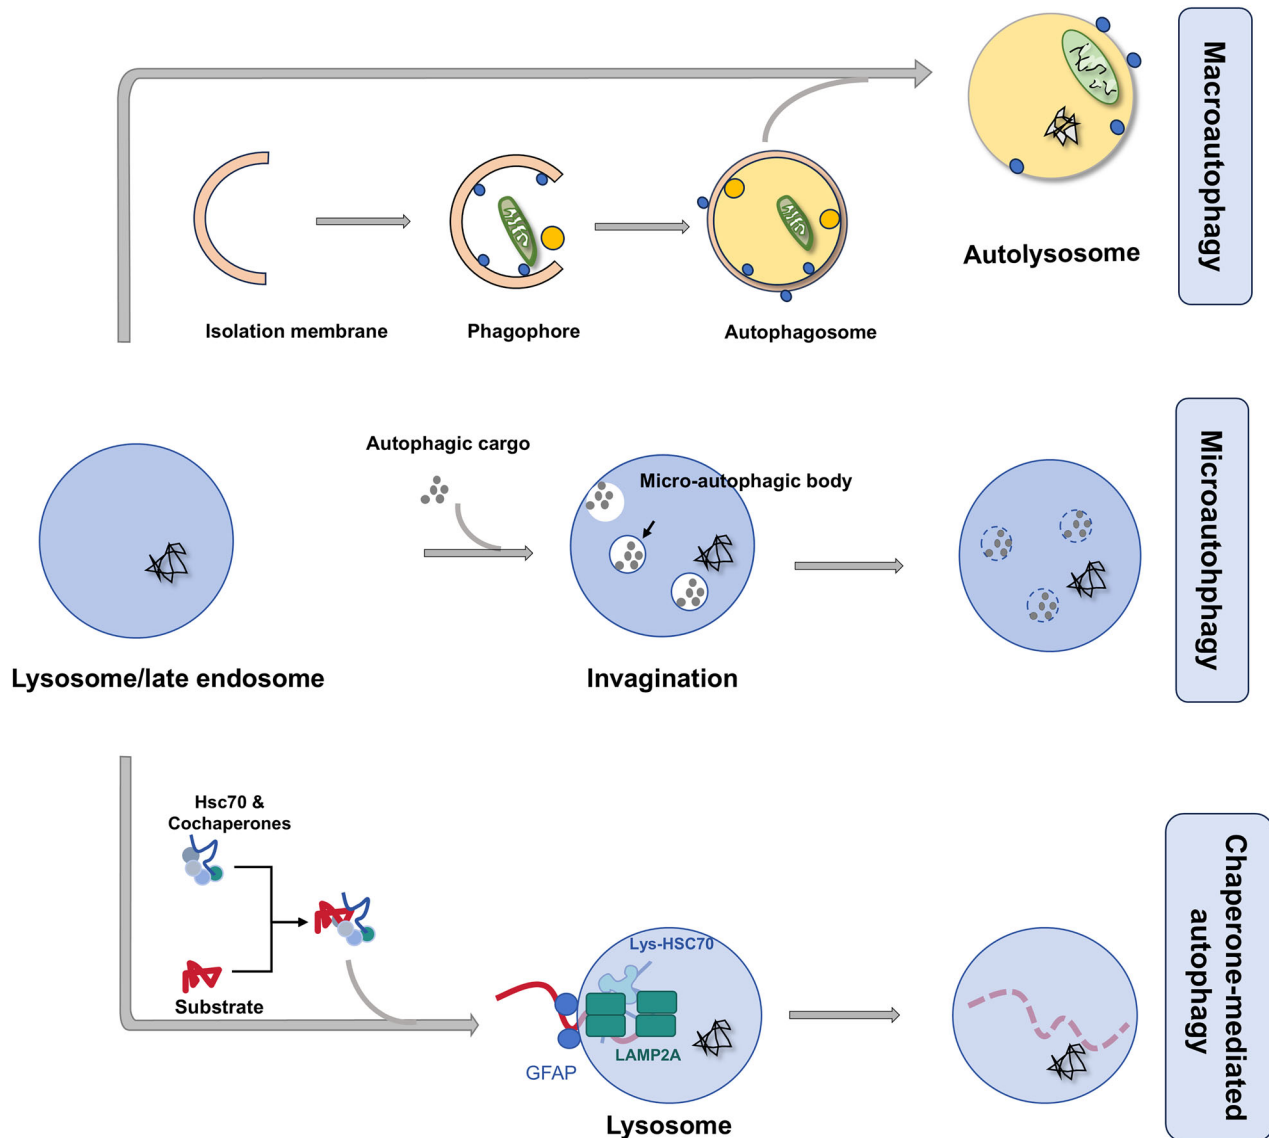 Macroautophagy
Autolysosome
Isolation membrane
Phagophore
Autophagosome
Autophagic cargo
Micro-autophagic body
Microautohphagy
Lysosome/late endosome
Invagination
Hsc70 &
Cochaperones
Substrate
Lys-HSC70
LAMP2A
GFAP
Lysosome
Chaperone-mediated
autophagy